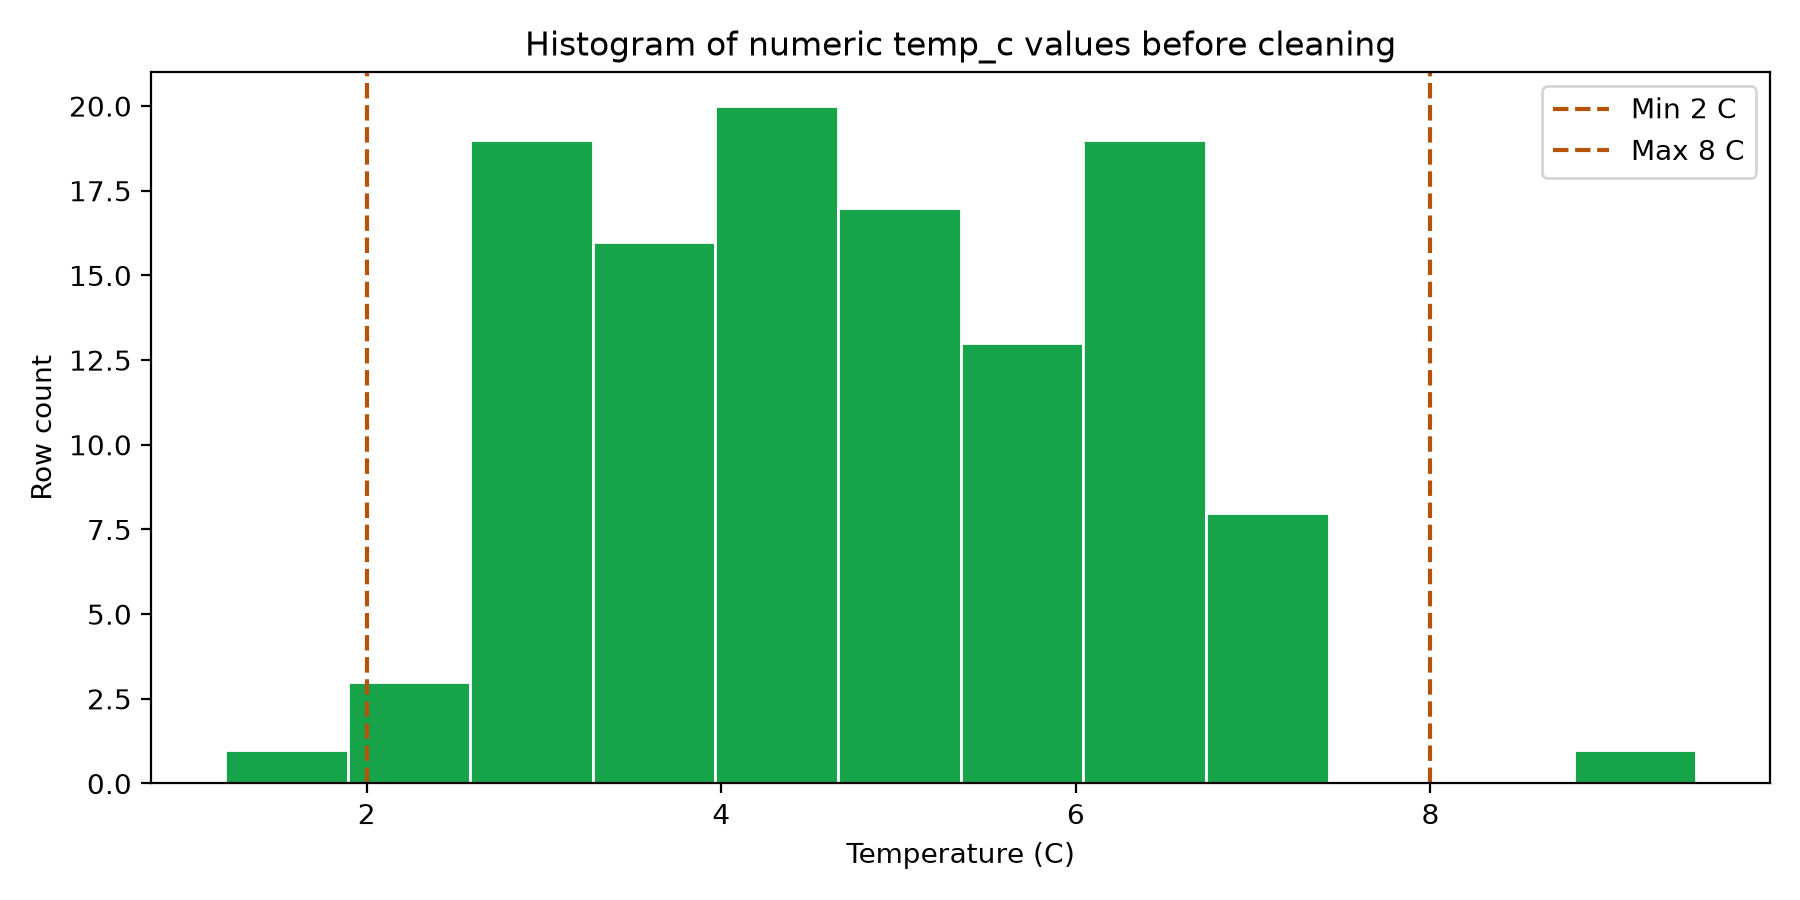 Histogram of numeric temp_c values before cleaning
Min 2 C
Max 8 C
20.0
17.5
15.0
12.5
10.0
7.5
5.0
2.5
0.0
Row count
2 4 6 8
Temperature (C)